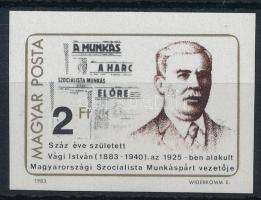 A MUNKÁS
A HARC
SZOCIALISTA MUNKÁS
ELŐRE
MAGYAR POSTA
2 Ft
Száz éve született
Vági István (1883-1940), az 1925-ben alakult
Magyarországi Szocialista Munkáspárt vezetője
1983
WIDERKOMM E.